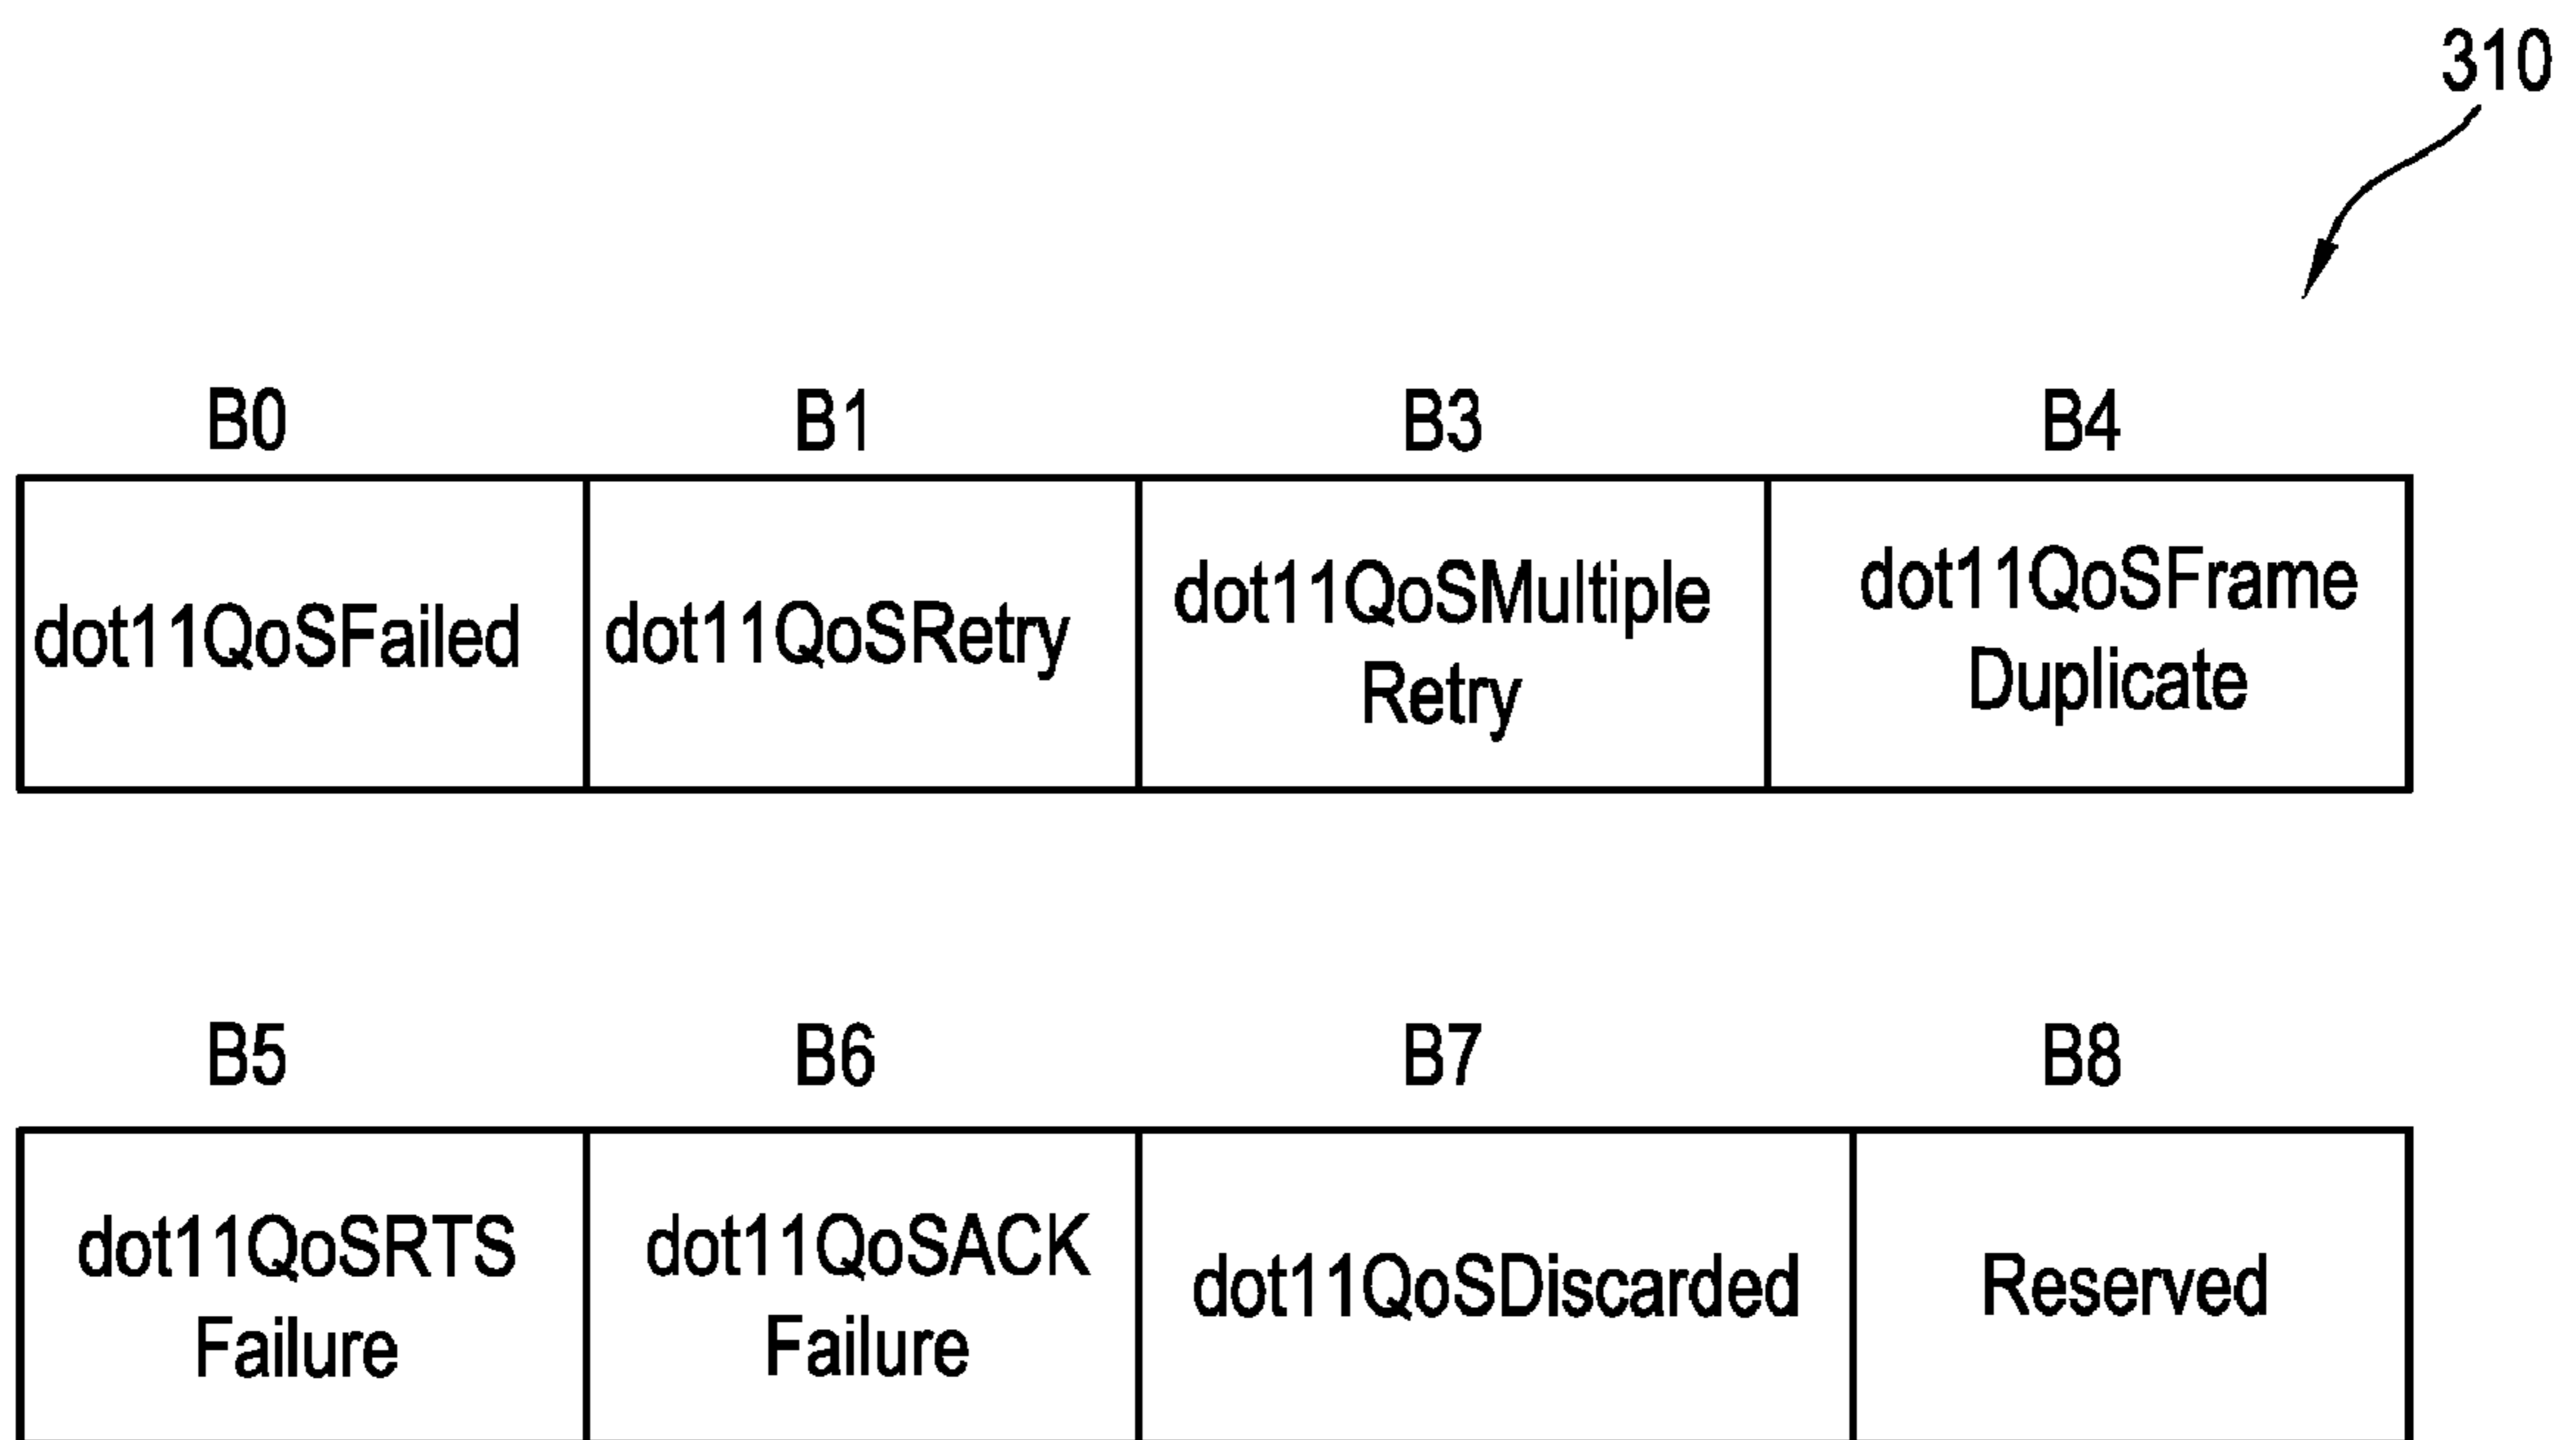 310
B0 B1 B3 B4
dot11QoSFailed
dot11QoSRetry
dot11QoSMultiple
Retry
dot11QoSFrame
Duplicate
B5 B6 B7 B8
dot11QoSRTS
Failure
dot11QoSACK
Failure
dot11QoSDiscarded
Reserved